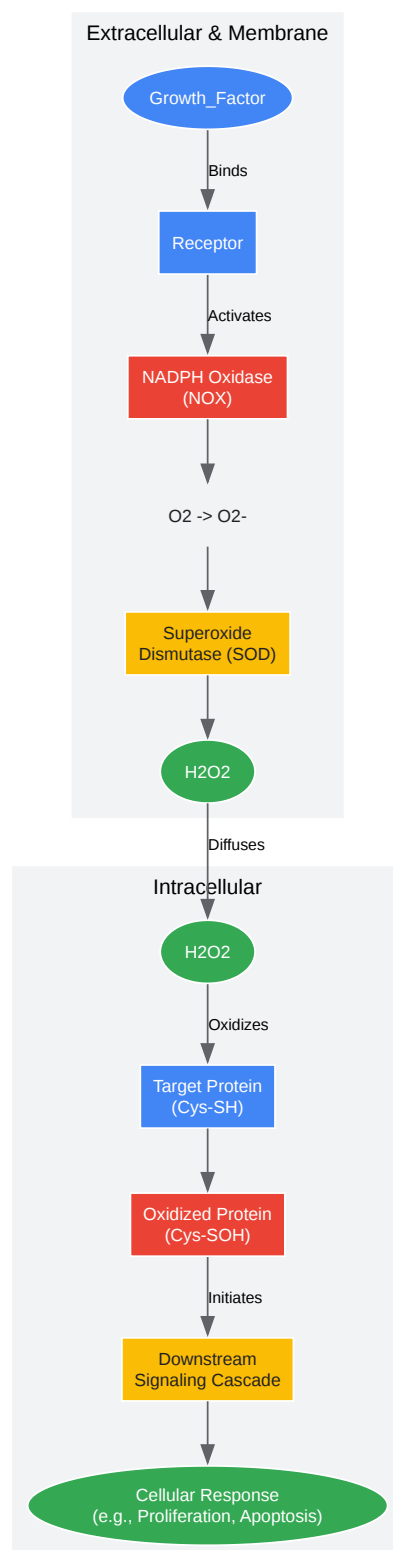 Extracellular & Membrane
Growth_Factor
Binds
Receptor
Activates
NADPH Oxidase
(NOX)
O2 -> O2-
Superoxide
Dismutase (SOD)
H2O2
Diffuses
Intracellular
H2O2
Oxidizes
Target Protein
(Cys-SH)
Oxidized Protein
(Cys-SOH)
Initiates
Downstream
Signaling Cascade
Cellular Response
(e.g., Proliferation, Apoptosis)